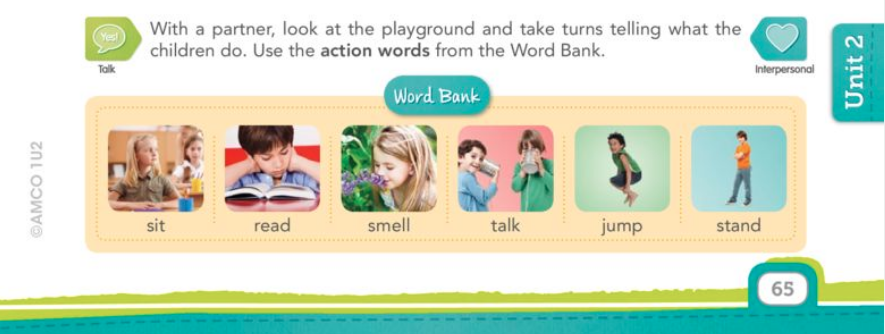 Yes!
Talk
With a partner, look at the playground and take turns telling what the
children do. Use the action words from the Word Bank.
Interpersonal
Unit 2
Word Bank
sit
read
smell
talk
jump
stand
©AMCO 1U2
65